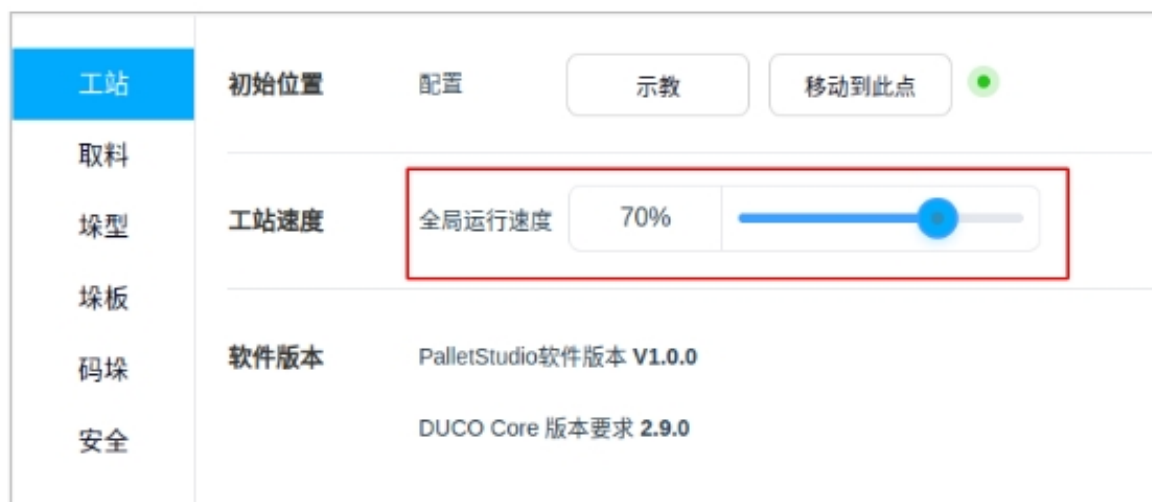 工站
取料
垛型
垛板
码垛
安全
初始位置 配置 示教 移动到此点
工站速度 全局运行速度 70%
软件版本 PalletStudio软件版本 V1.0.0
DUCO Core 版本要求 2.9.0